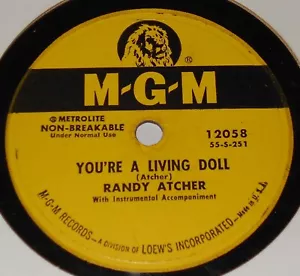 ®
M-G-M
® METROLITE
NON-BREAKABLE
Under Normal Use
12058
55-S-251
YOU'RE A LIVING DOLL
(Atcher)
RANDY ATCHER
With Instrumental Accompaniment
M-G-M RECORDS — A DIVISION OF LOEW'S INCORPORATED — Made in U.S.A.